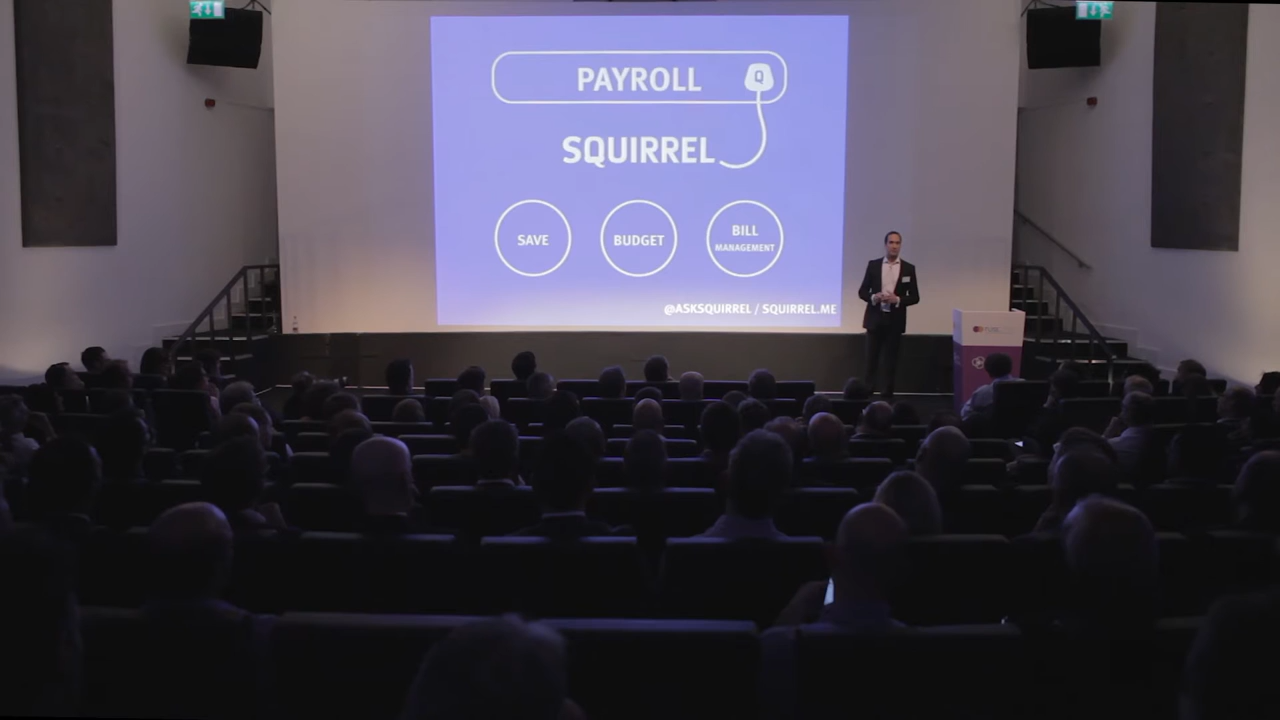 PAYROLL
Q
SQUIRREL
SAVE
BUDGET
BILL
MANAGEMENT
@ASKSQUIRREL / SQUIRREL.ME